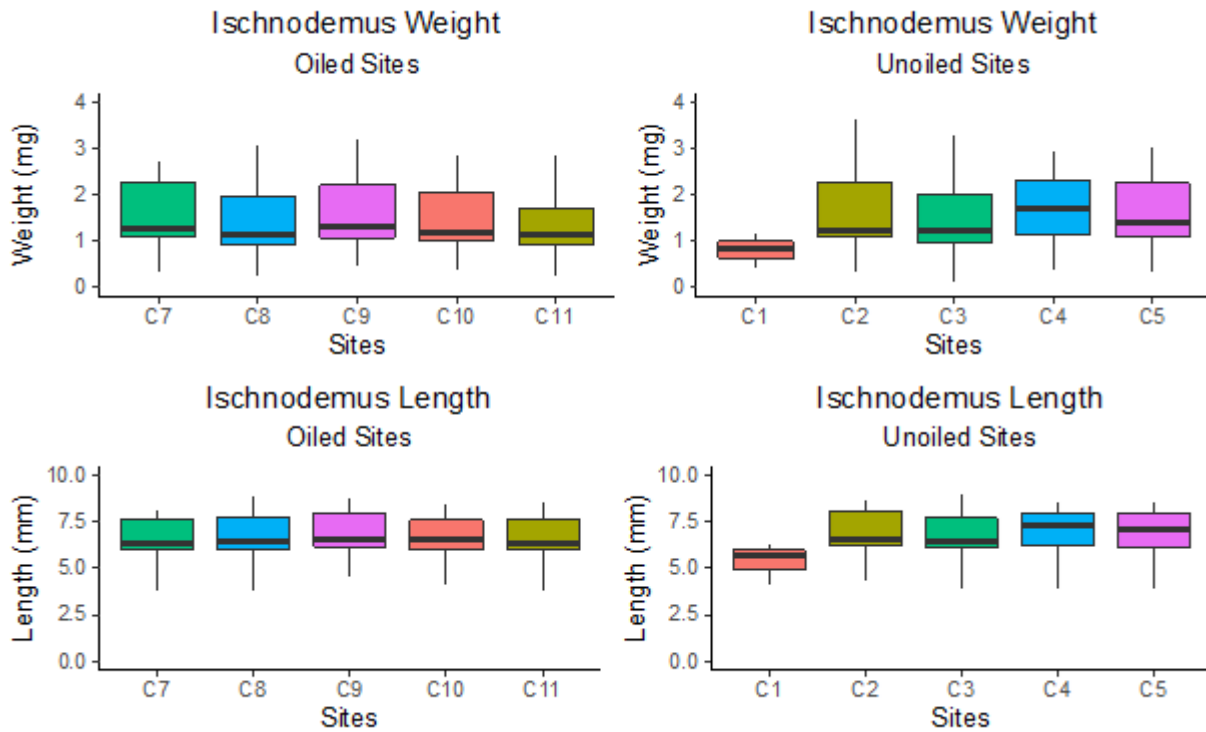 Ischnodemus Weight
Oiled Sites
Weight (mg)
4
3
2
1
0
C7 C8 C9 C10 C11
Sites
Ischnodemus Weight
Unoiled Sites
Weight (mg)
4
3
2
1
0
C1 C2 C3 C4 C5
Sites
Ischnodemus Length
Oiled Sites
Length (mm)
10.0
7.5
5.0
2.5
0.0
C7 C8 C9 C10 C11
Sites
Ischnodemus Length
Unoiled Sites
Length (mm)
10.0
7.5
5.0
2.5
0.0
C1 C2 C3 C4 C5
Sites